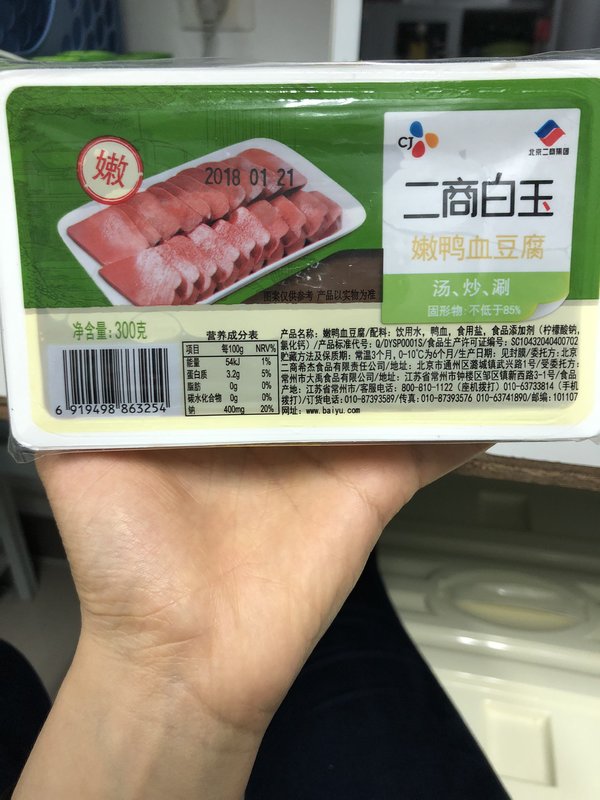 嫩
2018 01 21
CJ
北京二商集团
二商白玉
嫩鸭血豆腐
汤、炒、涮
固形物:不低于85%
图案仅供参考 产品以实物为准
净含量:300克
6 919498 863254
营养成分表
项目 每100g NRV%
能量 54kJ 1%
蛋白质 3.2g 5%
脂肪 0g 0%
碳水化合物 0g 0%
钠 400mg 20%
产品名称:嫩鸭血豆腐/配料:饮用水,鸭血,食用盐,食品添加剂(柠檬酸钠,
氯化钙)/产品标准代号:Q/DYSP0001S/食品生产许可证编号:SC10432040400702
贮藏方法及保质期:常温3个月,0-10℃为6个月/生产日期:见封膜/委托方:北京
二商希杰食品有限责任公司/地址:北京市通州区潞城镇武兴路1号/受委托方:
常州市大禹食品有限公司/地址:江苏省常州市钟楼区邹区镇新西路3-1号/食品
产地:江苏省常州市/客服电话:800-810-1122(座机拨打)010-63733814(手机
拨打)/订货电话:010-87393589/传真:010-87393576 010-63741890/邮编:101107
网址:www.baiyu.com